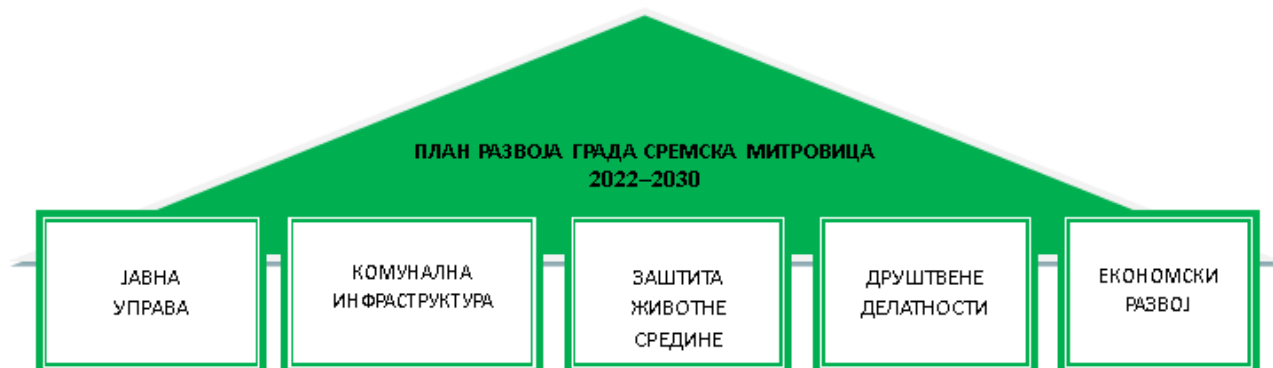 ПЛАН РАЗВОЈА ГРАДА СРЕМСКА МИТРОВИЦА
2022–2030
ЈАВНА
УПРАВА
КОМУНАЛНА
ИНФРАСТРУКТУРА
ЗАШТИТА
ЖИВОТНЕ
СРЕДИНЕ
ДРУШТВЕНЕ
ДЕЛАТНОСТИ
ЕКОНОМСКИ
РАЗВОЈ